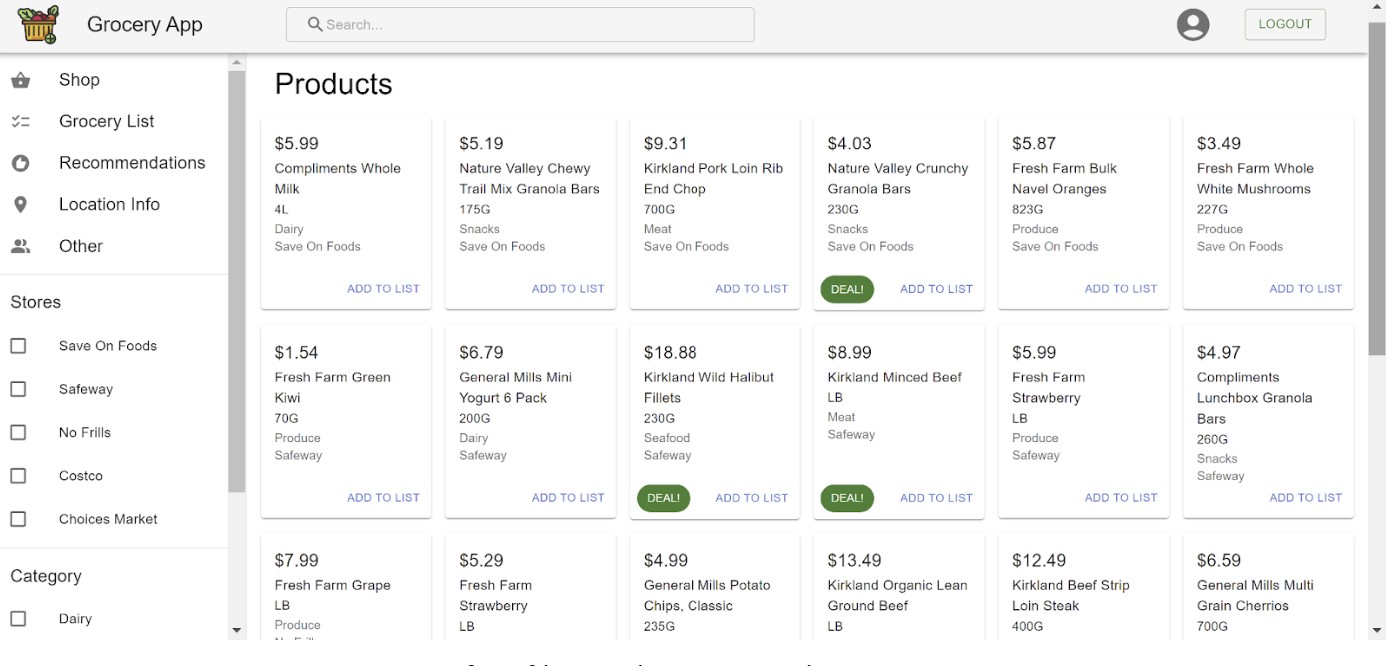 Grocery App
Search...
LOGOUT
Shop
Grocery List
Recommendations
Location Info
Other
Stores
Save On Foods
Safeway
No Frills
Costco
Choices Market
Category
Dairy
Products
$5.99
Compliments Whole
Milk
4L
Dairy
Save On Foods
ADD TO LIST
$5.19
Nature Valley Chewy
Trail Mix Granola Bars
175G
Snacks
Save On Foods
ADD TO LIST
$9.31
Kirkland Pork Loin Rib
End Chop
700G
Meat
Save On Foods
ADD TO LIST
$4.03
Nature Valley Crunchy
Granola Bars
230G
Snacks
Save On Foods
DEAL! ADD TO LIST
$5.87
Fresh Farm Bulk
Navel Oranges
823G
Produce
Save On Foods
ADD TO LIST
$3.49
Fresh Farm Whole
White Mushrooms
227G
Produce
Save On Foods
ADD TO LIST
$1.54
Fresh Farm Green
Kiwi
70G
Produce
Safeway
ADD TO LIST
$6.79
General Mills Mini
Yogurt 6 Pack
200G
Dairy
Safeway
ADD TO LIST
$18.88
Kirkland Wild Halibut
Fillets
230G
Seafood
Safeway
DEAL! ADD TO LIST
$8.99
Kirkland Minced Beef
LB
Meat
Safeway
DEAL! ADD TO LIST
$5.99
Fresh Farm
Strawberry
LB
Produce
Safeway
ADD TO LIST
$4.97
Compliments
Lunchbox Granola
Bars
260G
Snacks
Safeway
ADD TO LIST
$7.99
Fresh Farm Grape
LB
Produce
$5.29
Fresh Farm
Strawberry
LB
$4.99
General Mills Potato
Chips, Classic
235G
$13.49
Kirkland Organic Lean
Ground Beef
LB
$12.49
Kirkland Beef Strip
Loin Steak
400G
$6.59
General Mills Multi
Grain Cherrios
700G